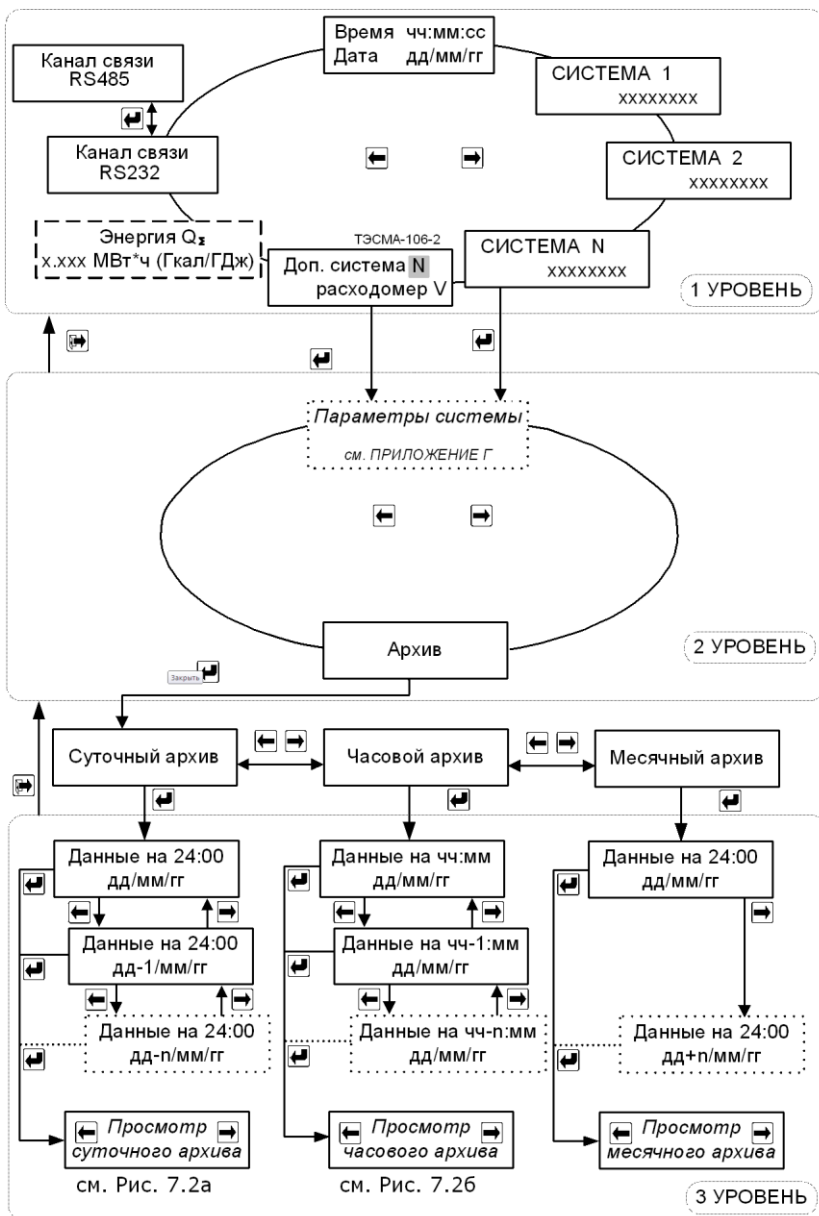 Время чч:мм:сс
Дата дд/мм/гг
Канал связи
RS485
СИСТЕМА 1
xxxxxxxx
Канал связи
RS232
СИСТЕМА 2
xxxxxxxx
Энергия QΣ
x.xxx МВт*ч (Гкал/ГДж)
ТЭСМА-106-2
Доп. система N
расходомер V
СИСТЕМА N
xxxxxxxx
1 УРОВЕНЬ
Параметры системы
см. ПРИЛОЖЕНИЕ Г
Архив
2 УРОВЕНЬ
Закрыть
Суточный архив
Часовой архив
Месячный архив
Данные на 24:00
дд/мм/гг
Данные на чч:мм
дд/мм/гг
Данные на 24:00
дд/мм/гг
Данные на 24:00
дд-1/мм/гг
Данные на чч-1:мм
дд/мм/гг
Данные на 24:00
дд-n/мм/гг
Данные на чч-n:мм
дд/мм/гг
Данные на 24:00
дд+n/мм/гг
Просмотр
суточного архива
Просмотр
часового архива
Просмотр
месячного архива
см. Рис. 7.2а
см. Рис. 7.2б
3 УРОВЕНЬ